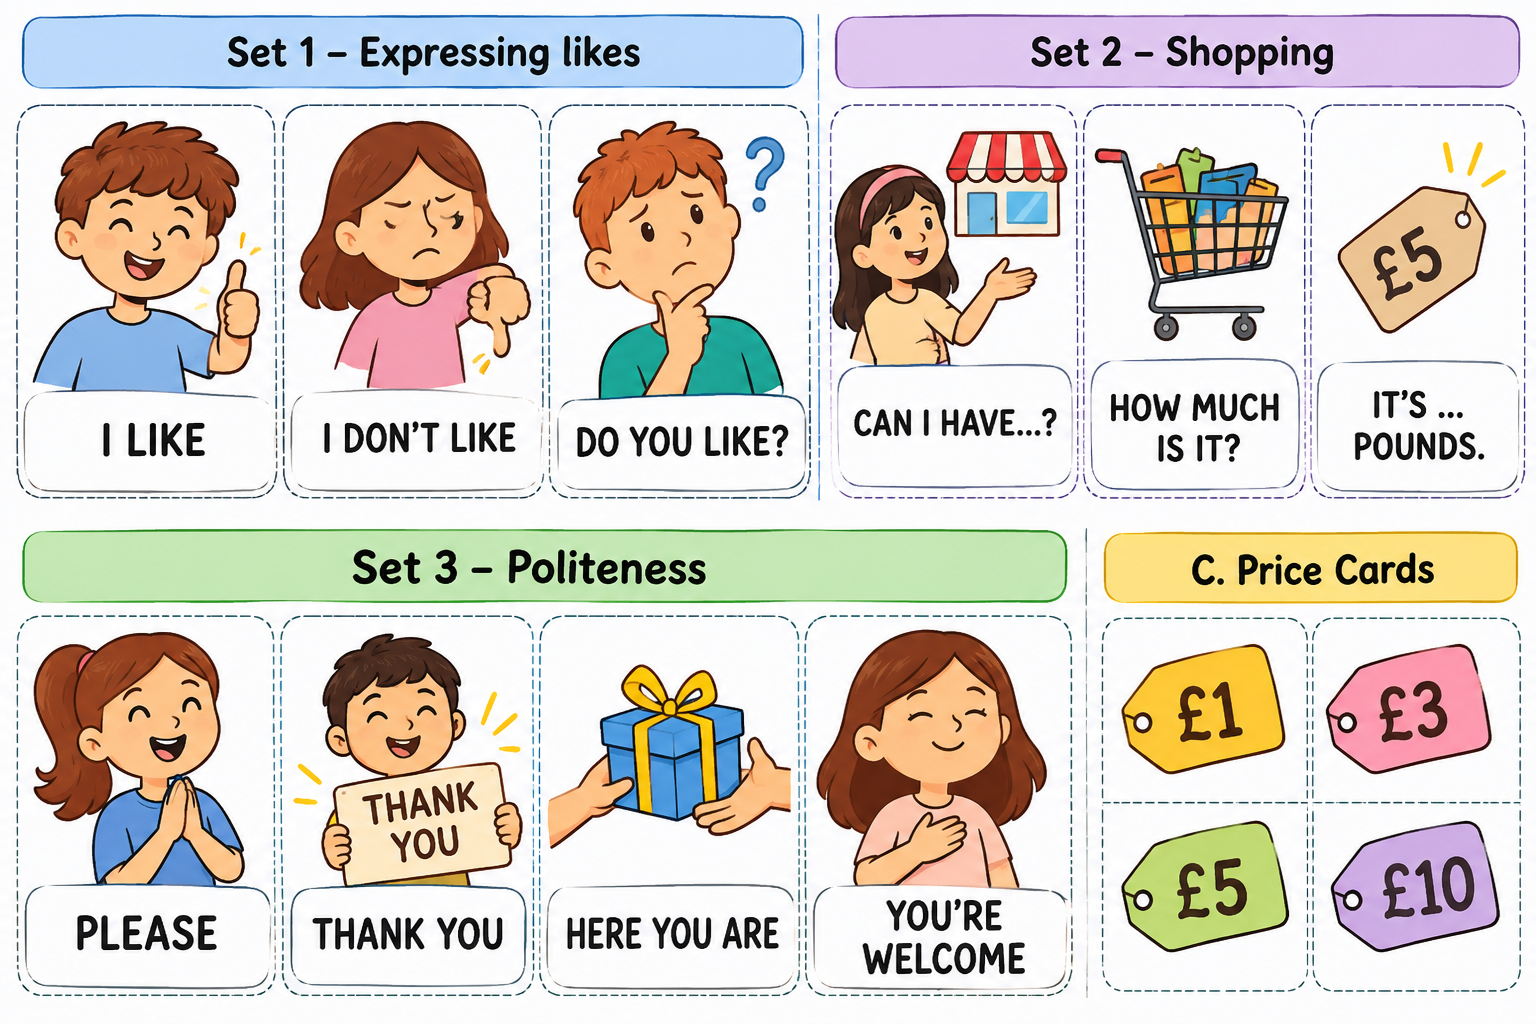 Set 1 – Expressing likes
I LIKE
I DON'T LIKE
?
DO YOU LIKE?
Set 2 – Shopping
CAN I HAVE...?
HOW MUCH
IS IT?
£5
IT'S ...
POUNDS.
Set 3 – Politeness
PLEASE
THANK
YOU
THANK YOU
HERE YOU ARE
YOU'RE
WELCOME
C. Price Cards
£1
£3
£5
£10